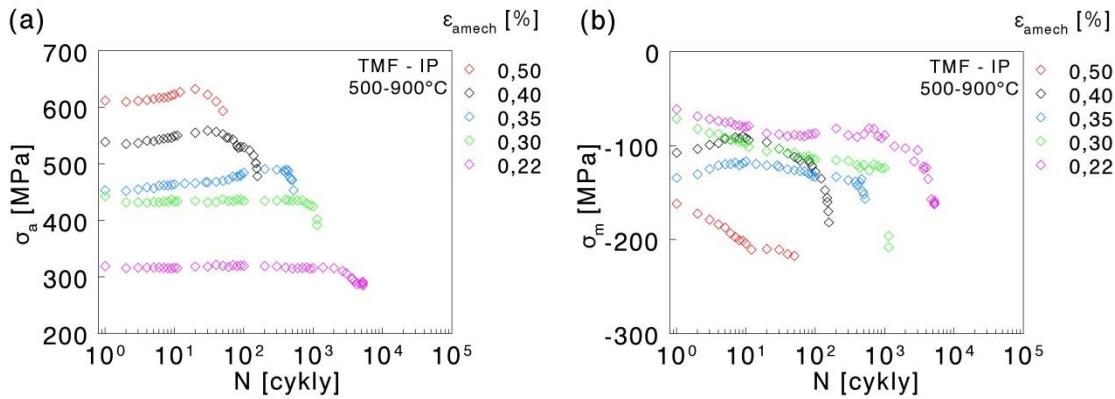 (a)
ε_amech [%]
700
600
500
400
300
200
σ_a [MPa]
TMF - IP
500-900°C
0,50
0,40
0,35
0,30
0,22
10^0 10^1 10^2 10^3 10^4 10^5
N [cykly]
(b)
ε_amech [%]
0
-100
-200
-300
σ_m [MPa]
TMF - IP
500-900°C
0,50
0,40
0,35
0,30
0,22
10^0 10^1 10^2 10^3 10^4 10^5
N [cykly]